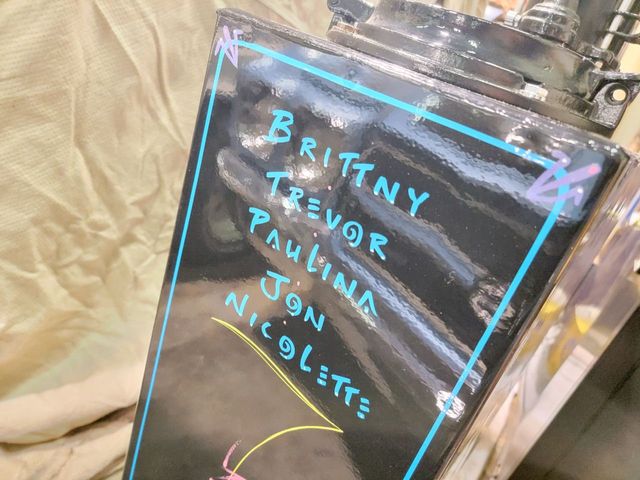 BRITTNY
TREVOR
PAULINA
JON
NICOLETTE